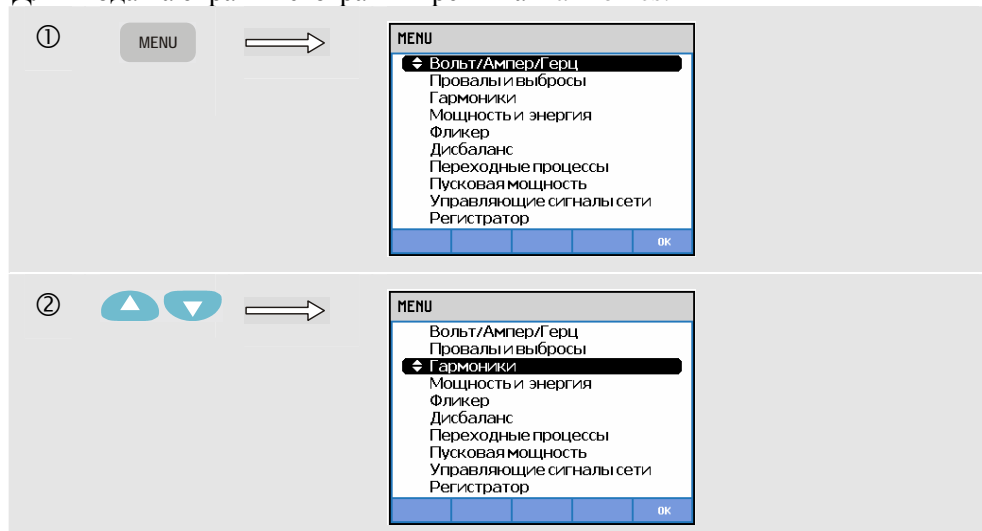 ①
MENU
MENU
Вольт/Ампер/Герц
Провалы и выбросы
Гармоники
Мощность и энергия
Фликер
Дисбаланс
Переходные процессы
Пусковая мощность
Управляющие сигналы сети
Регистратор
OK
②
MENU
Вольт/Ампер/Герц
Провалы и выбросы
Гармоники
Мощность и энергия
Фликер
Дисбаланс
Переходные процессы
Пусковая мощность
Управляющие сигналы сети
Регистратор
OK